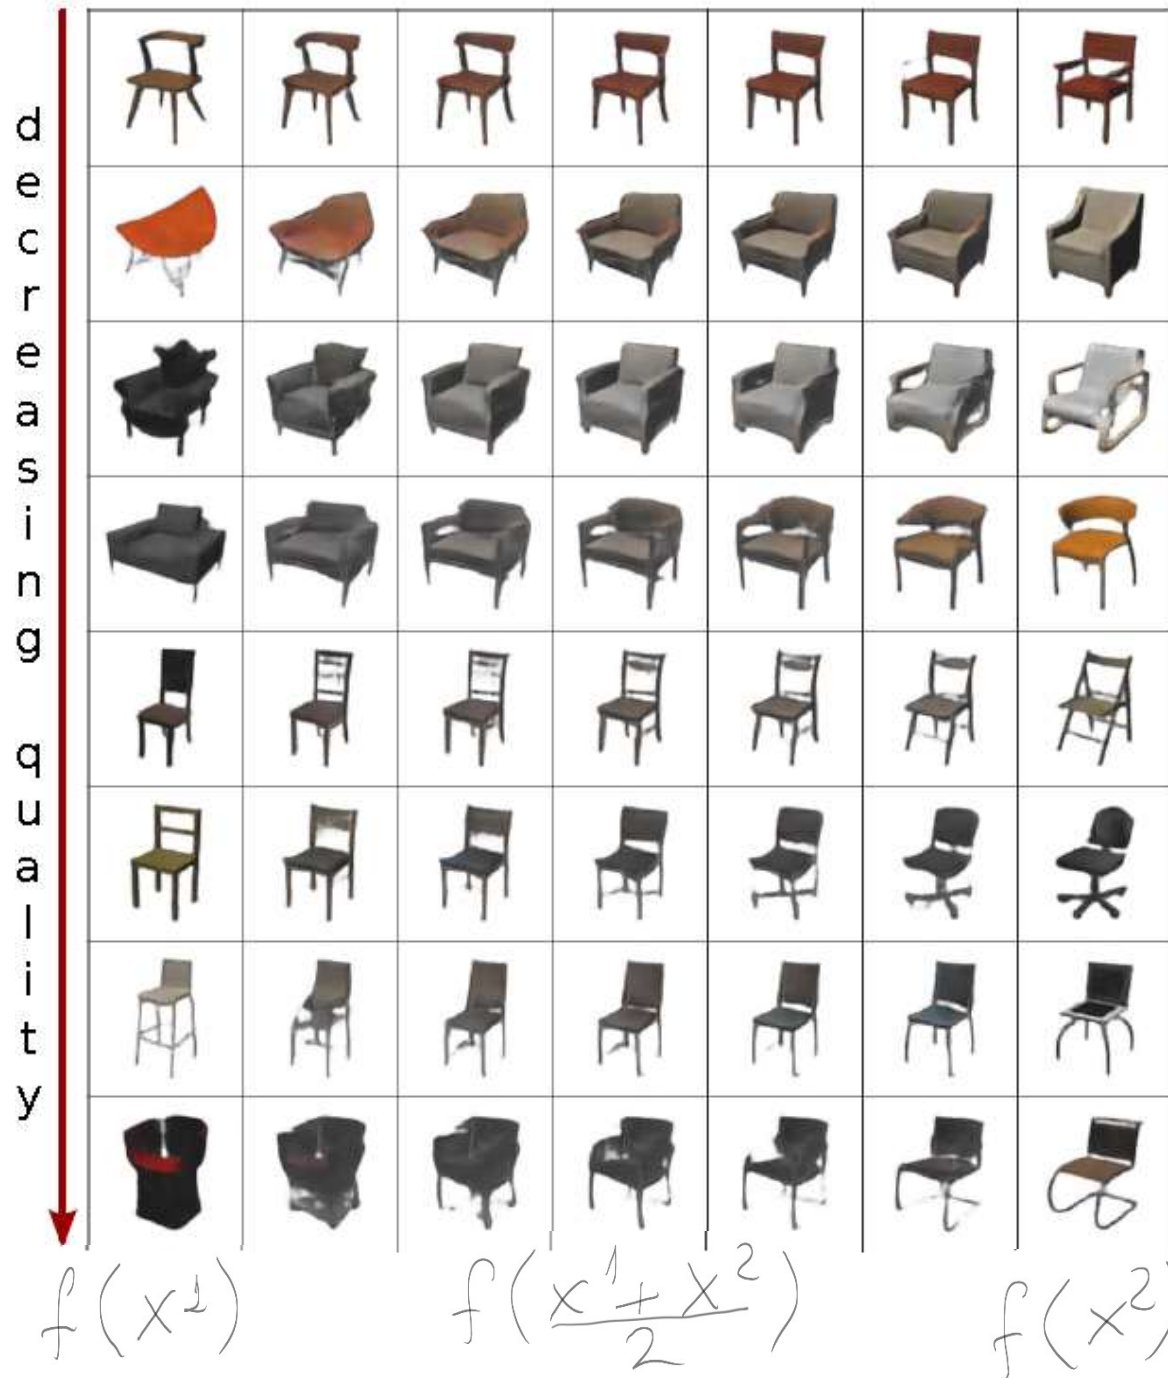 decreasing quality
f(x¹) f((x¹+x²)/2) f(x²)